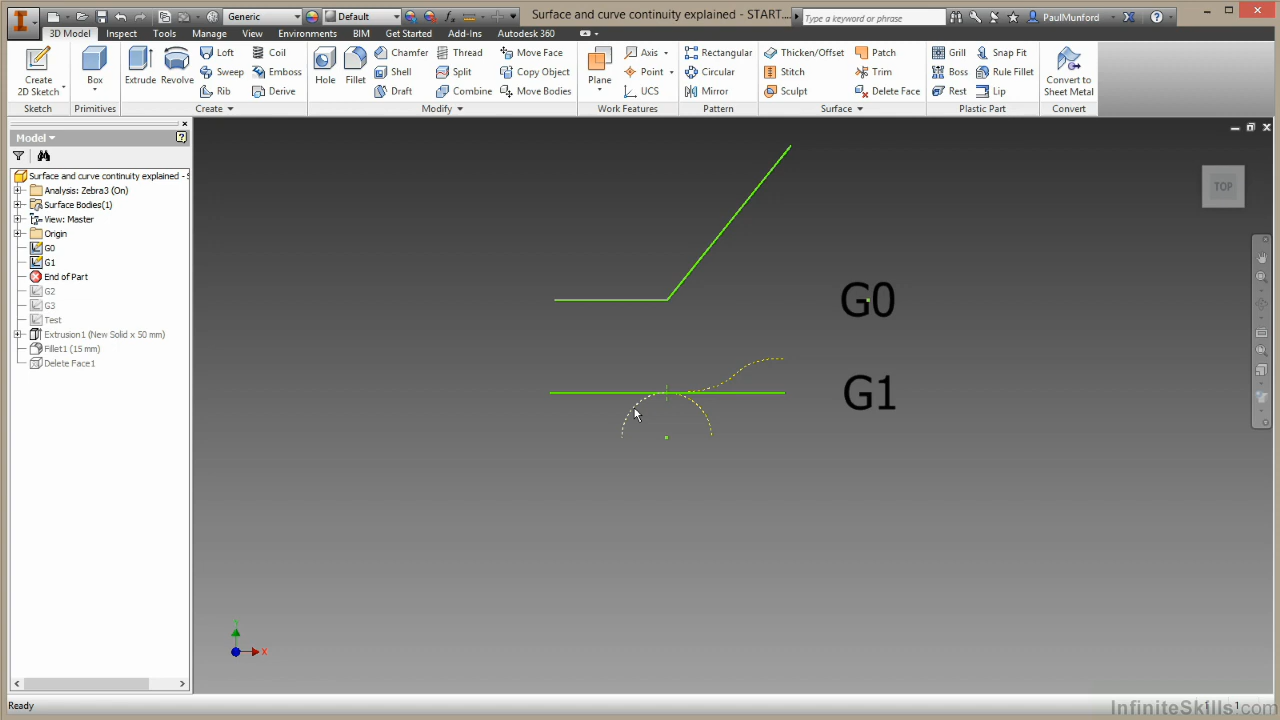 Generic
Default
Surface and curve continuity explained - START....
Type a keyword or phrase
PaulMunford
3D Model Inspect Tools Manage View Environments BIM Get Started Add-Ins Autodesk 360
Create 2D Sketch
Box
Extrude
Revolve
Loft
Sweep
Rib
Coil
Emboss
Derive
Hole
Fillet
Chamfer
Shell
Draft
Thread
Split
Combine
Move Face
Copy Object
Move Bodies
Plane
Axis
Point
UCS
Rectangular
Circular
Mirror
Thicken/Offset
Stitch
Sculpt
Patch
Trim
Delete Face
Grill
Boss
Rest
Snap Fit
Rule Fillet
Lip
Convert to Sheet Metal
Sketch Primitives Create Modify Work Features Pattern Surface Plastic Part Convert
Model
Surface and curve continuity explained - S
Analysis: Zebra3 (On)
Surface Bodies(1)
View: Master
Origin
G0
G1
End of Part
G2
G3
Test
Extrusion1 (New Solid x 50 mm)
Fillet1 (15 mm)
Delete Face1
TOP
G0
G1
Y
X
Ready
1
InfiniteSkills.com